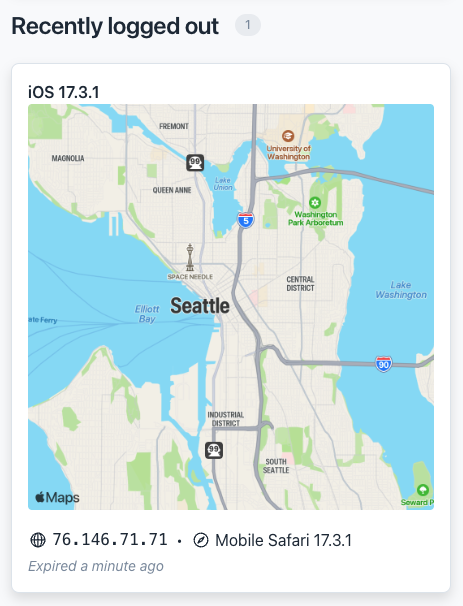 Recently logged out 1
iOS 17.3.1
FREMONT
MAGNOLIA
99
University of
Washington
QUEEN ANNE
Lake
Union
5
Washington
Park Arboretum
SPACE NEEDLE
CENTRAL
DISTRICT
Lake
Washington
Elliott
Bay
Seattle
ate Ferry
90
INDUSTRIAL
DISTRICT
99
SOUTH
SEATTLE
Maps
Seward P
76.146.71.71 • Mobile Safari 17.3.1
Expired a minute ago